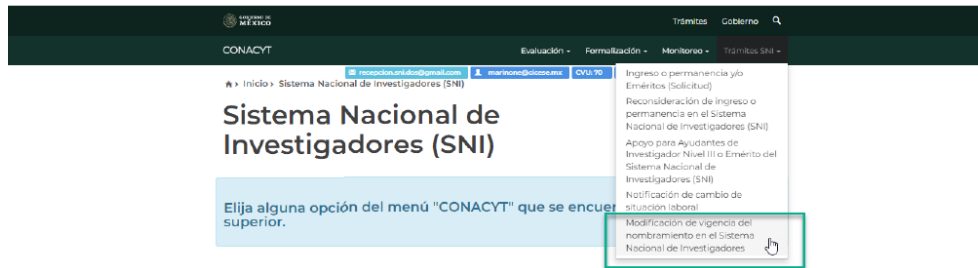 GOBIERNO DE
MÉXICO
Trámites Gobierno
CONACYT
Evaluación Formalización Monitoreo Trámites SNI
recepcion.sni.dos@gmail.com marinone@cicese.mx CVU: 70
Inicio > Sistema Nacional de Investigadores (SNI)
Sistema Nacional de
Investigadores (SNI)
Elija alguna opción del menú "CONACYT" que se encuer
superior.
Ingreso o permanencia y/o
Eméritos (Solicitud)
Reconsideración de ingreso o
permanencia en el Sistema
Nacional de Investigadores (SNI)
Apoyo para Ayudantes de
Investigador Nivel III o Emérito del
Sistema Nacional de
Investigadores (SNI)
Notificación de cambio de
situación laboral
Modificación de vigencia del
nombramiento en el Sistema
Nacional de Investigadores